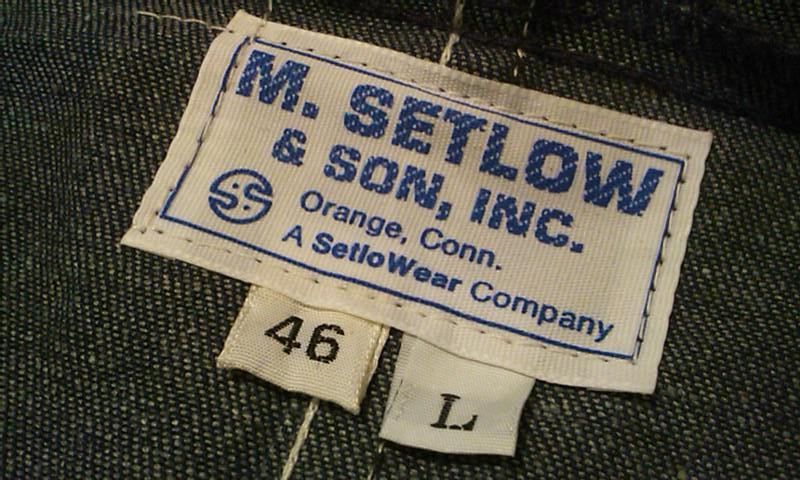 M. SETLOW
& SON, INC.
SS
Orange, Conn.
A SetloWear Company
46
L